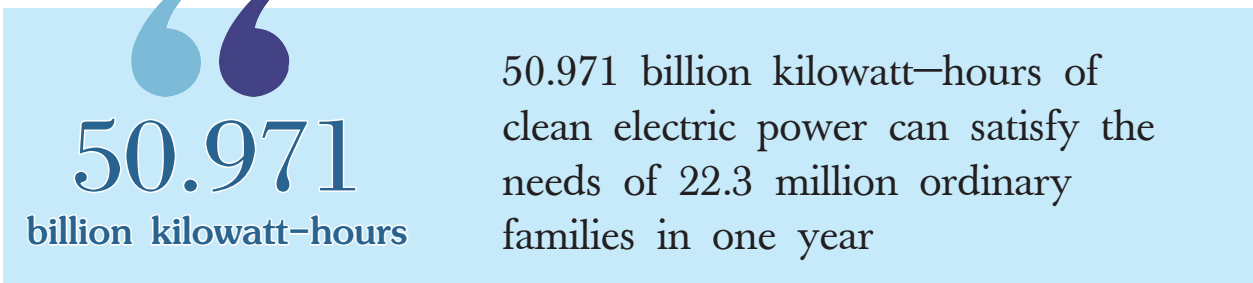 50.971
billion kilowatt-hours
50.971 billion kilowatt—hours of
clean electric power can satisfy the
needs of 22.3 million ordinary
families in one year